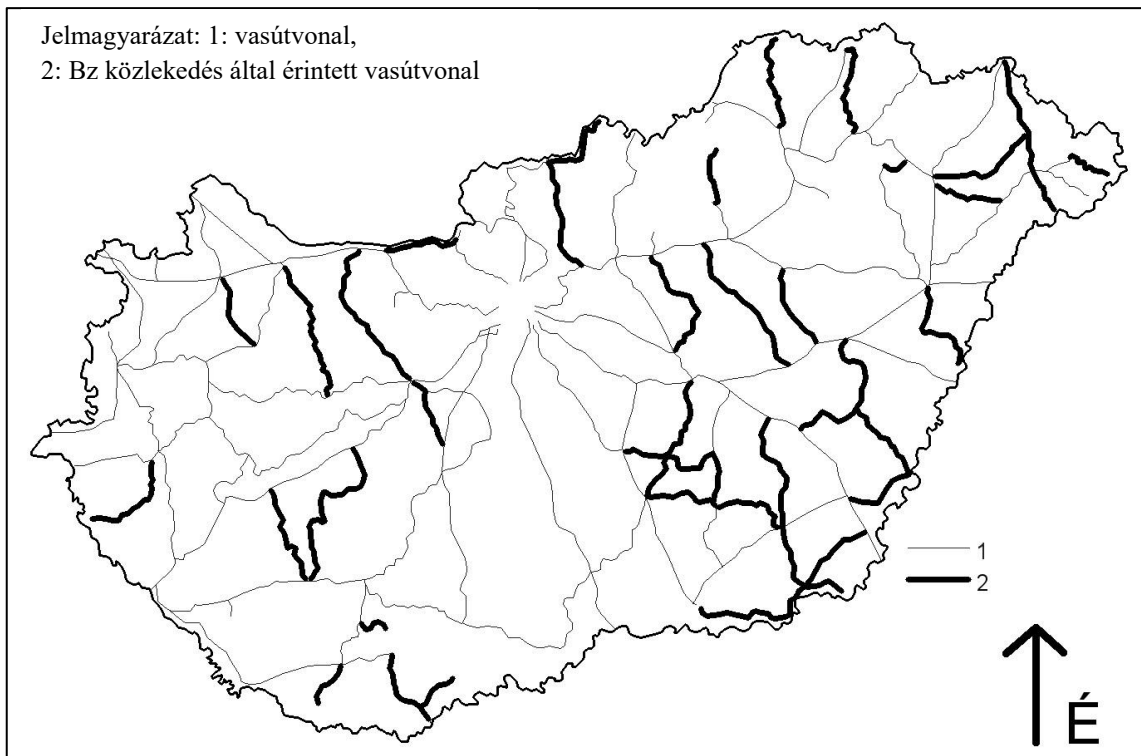 Jelmagyarázat: 1: vasútvonal,
2: Bz közlekedés által érintett vasútvonal
1
2
É